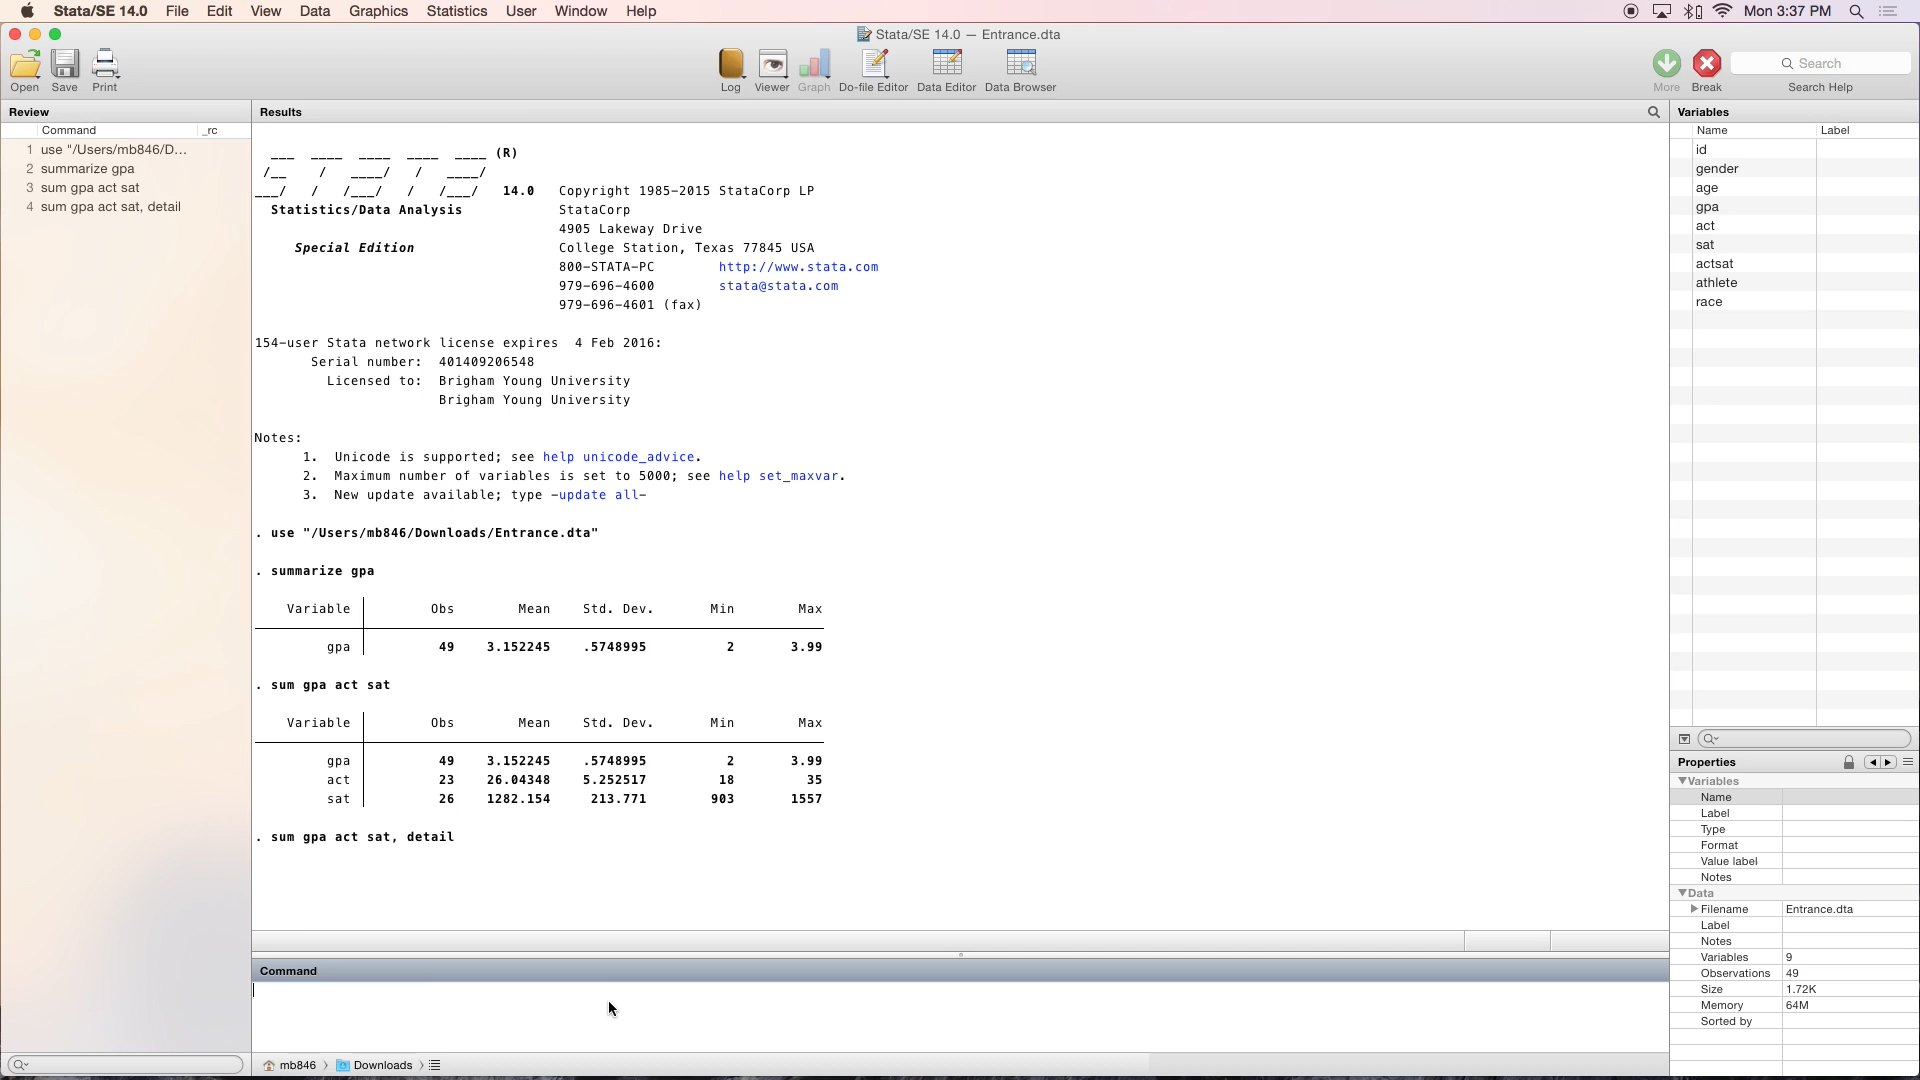 Stata/SE 14.0 File Edit View Data Graphics Statistics User Window Help Mon 3:37 PM
Stata/SE 14.0 — Entrance.dta
Open Save Print Log Viewer Graph Do-file Editor Data Editor Data Browser More Break Search
Search Help
Review
Command _rc
1 use "/Users/mb846/D...
2 summarize gpa
3 sum gpa act sat
4 sum gpa act sat, detail
Results
(R)
14.0 Copyright 1985-2015 StataCorp LP
Statistics/Data Analysis StataCorp
4905 Lakeway Drive
Special Edition College Station, Texas 77845 USA
800-STATA-PC http://www.stata.com
979-696-4600 stata@stata.com
979-696-4601 (fax)
154-user Stata network license expires 4 Feb 2016:
Serial number: 401409206548
Licensed to: Brigham Young University
Brigham Young University
Notes:
1. Unicode is supported; see help unicode_advice.
2. Maximum number of variables is set to 5000; see help set_maxvar.
3. New update available; type -update all-
. use "/Users/mb846/Downloads/Entrance.dta"
. summarize gpa
Variable Obs Mean Std. Dev. Min Max
gpa 49 3.152245 .5748995 2 3.99
. sum gpa act sat
Variable Obs Mean Std. Dev. Min Max
gpa 49 3.152245 .5748995 2 3.99
act 23 26.04348 5.252517 18 35
sat 26 1282.154 213.771 903 1557
. sum gpa act sat, detail
Command
mb846 Downloads
Variables
Name Label
id
gender
age
gpa
act
sat
actsat
athlete
race
Properties
Variables
Name
Label
Type
Format
Value label
Notes
Data
Filename Entrance.dta
Label
Notes
Variables 9
Observations 49
Size 1.72K
Memory 64M
Sorted by